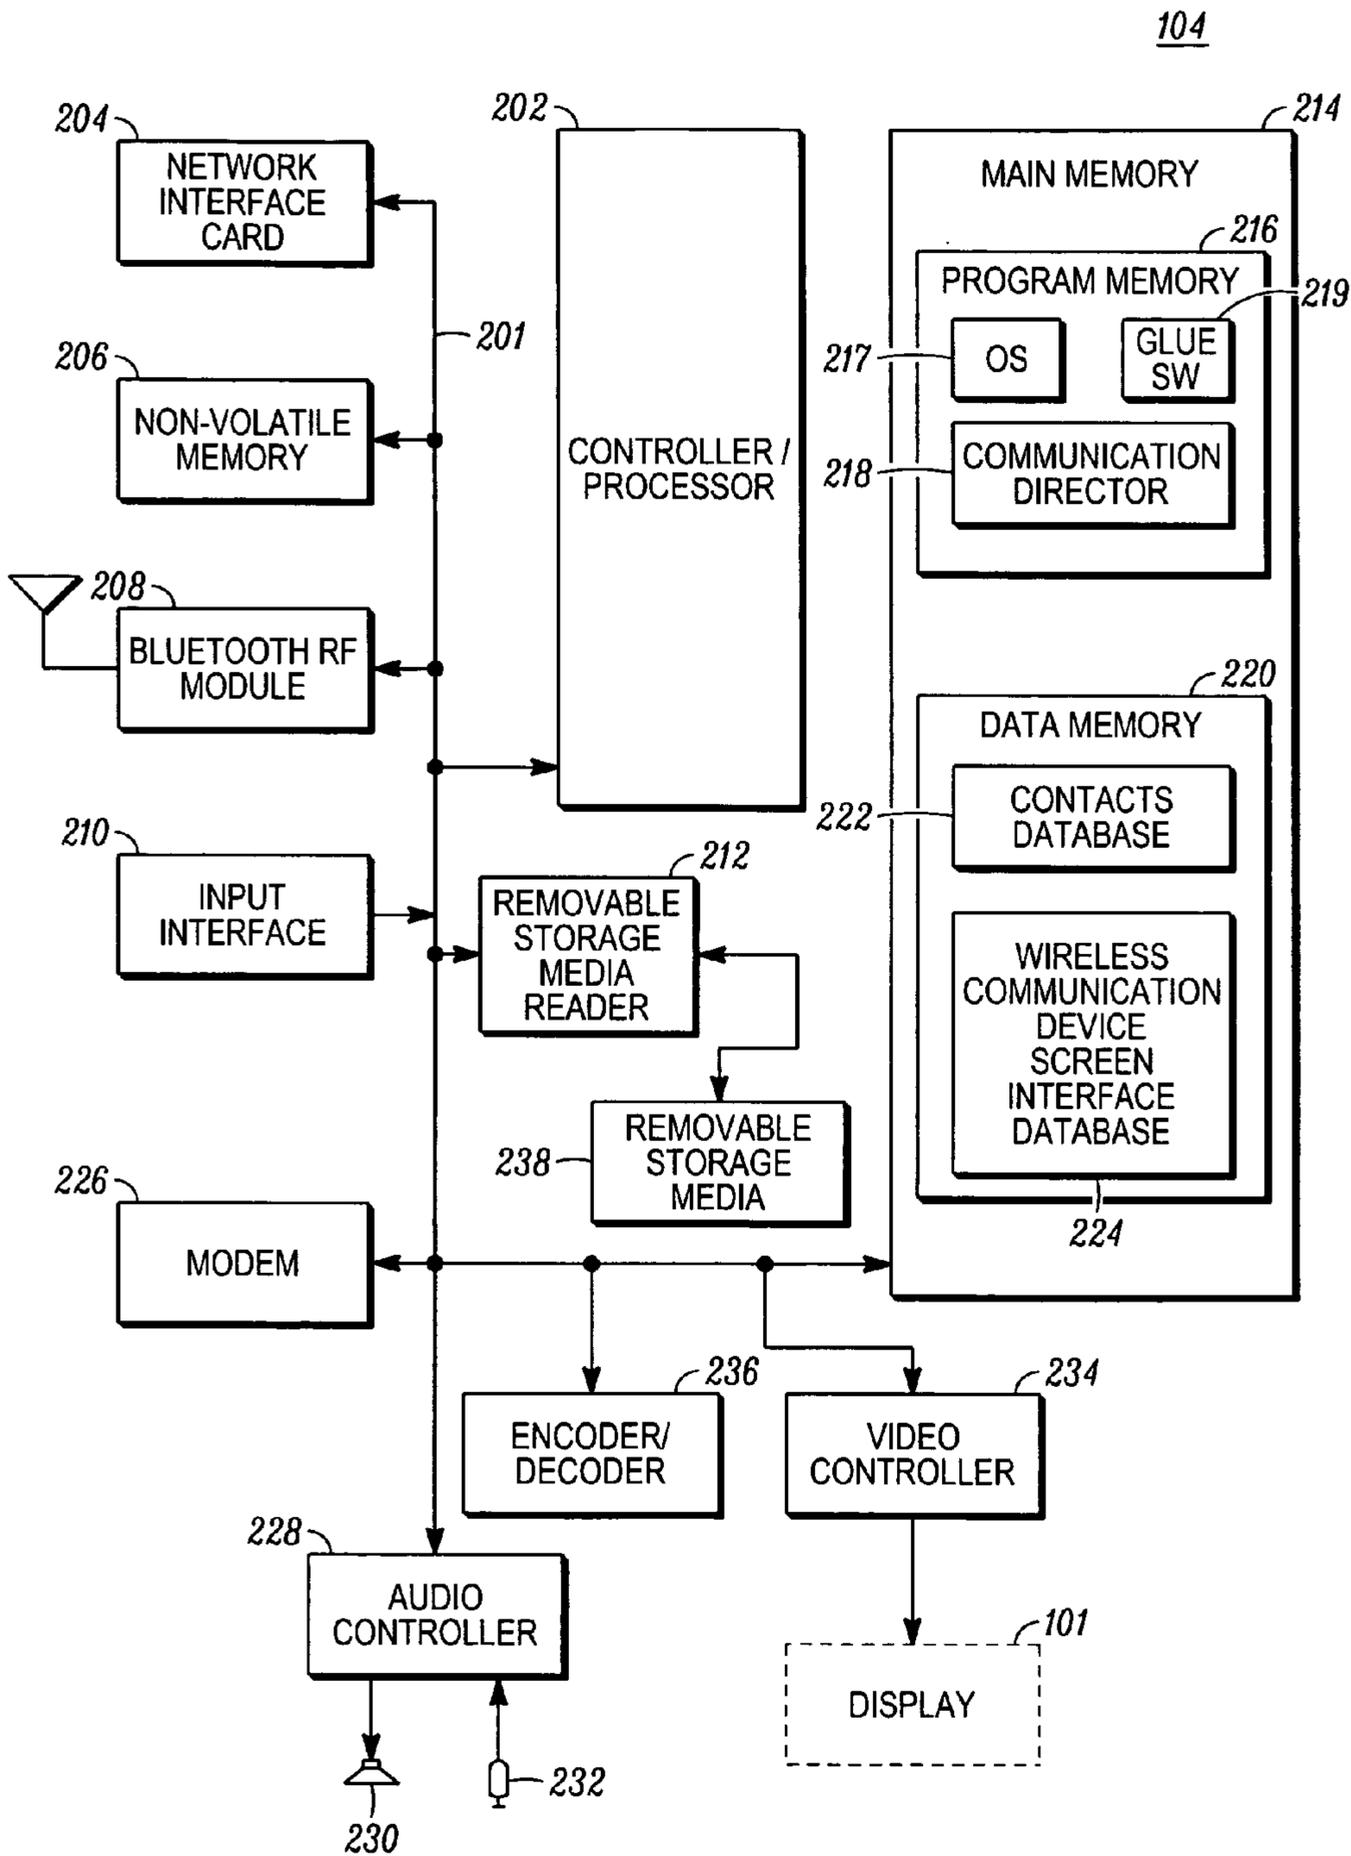 104
204
NETWORK
INTERFACE
CARD
202
CONTROLLER /
PROCESSOR
214
MAIN MEMORY
216
PROGRAM MEMORY
219
217
OS
GLUE
SW
218
COMMUNICATION
DIRECTOR
201
206
NON-VOLATILE
MEMORY
208
BLUETOOTH RF
MODULE
220
DATA MEMORY
222
CONTACTS
DATABASE
WIRELESS
COMMUNICATION
DEVICE
SCREEN
INTERFACE
DATABASE
224
210
INPUT
INTERFACE
212
REMOVABLE
STORAGE
MEDIA
READER
238
REMOVABLE
STORAGE
MEDIA
226
MODEM
236
ENCODER/
DECODER
234
VIDEO
CONTROLLER
228
AUDIO
CONTROLLER
101
DISPLAY
230
232